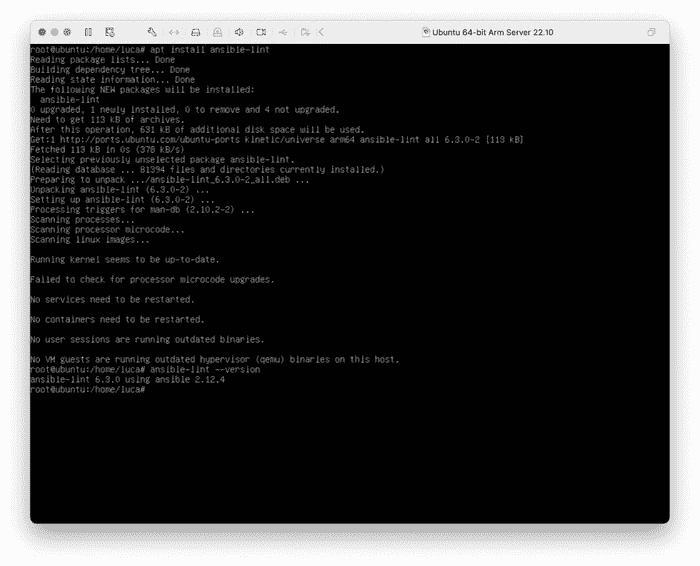 Ubuntu 64-bit Arm Server 22.10
root@ubuntu:/home/luca# apt install ansible-lint
Reading package lists... Done
Building dependency tree... Done
Reading state information... Done
The following NEW packages will be installed:
  ansible-lint
0 upgraded, 1 newly installed, 0 to remove and 4 not upgraded.
Need to get 113 kB of archives.
After this operation, 631 kB of additional disk space will be used.
Get:1 http://ports.ubuntu.com/ubuntu-ports kinetic/universe arm64 ansible-lint all 6.3.0-2 [113 kB]
Fetched 113 kB in 0s (378 kB/s)
Selecting previously unselected package ansible-lint.
(Reading database ... 81394 files and directories currently installed.)
Preparing to unpack .../ansible-lint_6.3.0-2_all.deb ...
Unpacking ansible-lint (6.3.0-2) ...
Setting up ansible-lint (6.3.0-2) ...
Processing triggers for man-db (2.10.2-2) ...
Scanning processes...
Scanning processor microcode...
Scanning linux images...
Running kernel seems to be up-to-date.
Failed to check for processor microcode upgrades.
No services need to be restarted.
No containers need to be restarted.
No user sessions are running outdated binaries.
No VM guests are running outdated hypervisor (qemu) binaries on this host.
root@ubuntu:/home/luca# ansible-lint --version
ansible-lint 6.3.0 using ansible 2.12.4
root@ubuntu:/home/luca#